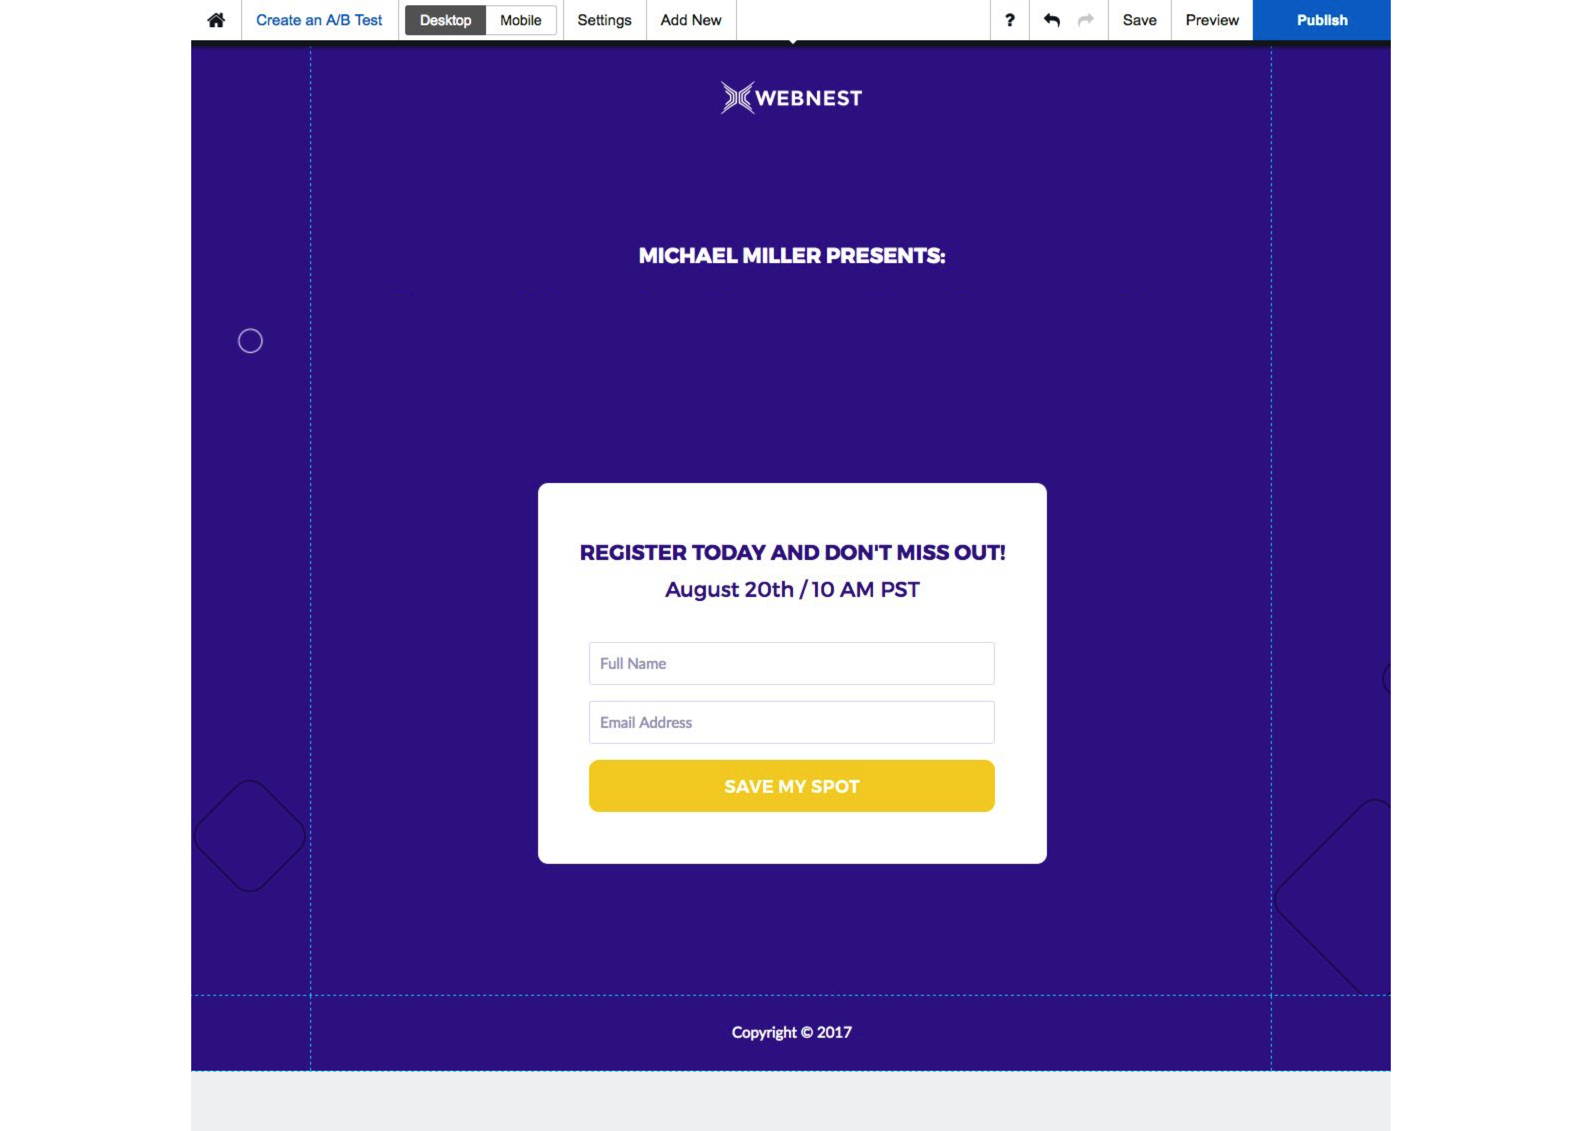 Create an A/B Test
Desktop
Mobile
Settings
Add New
?
Save
Preview
Publish
WEBNEST
MICHAEL MILLER PRESENTS:
REGISTER TODAY AND DON'T MISS OUT!
August 20th / 10 AM PST
Full Name
Email Address
SAVE MY SPOT
Copyright © 2017